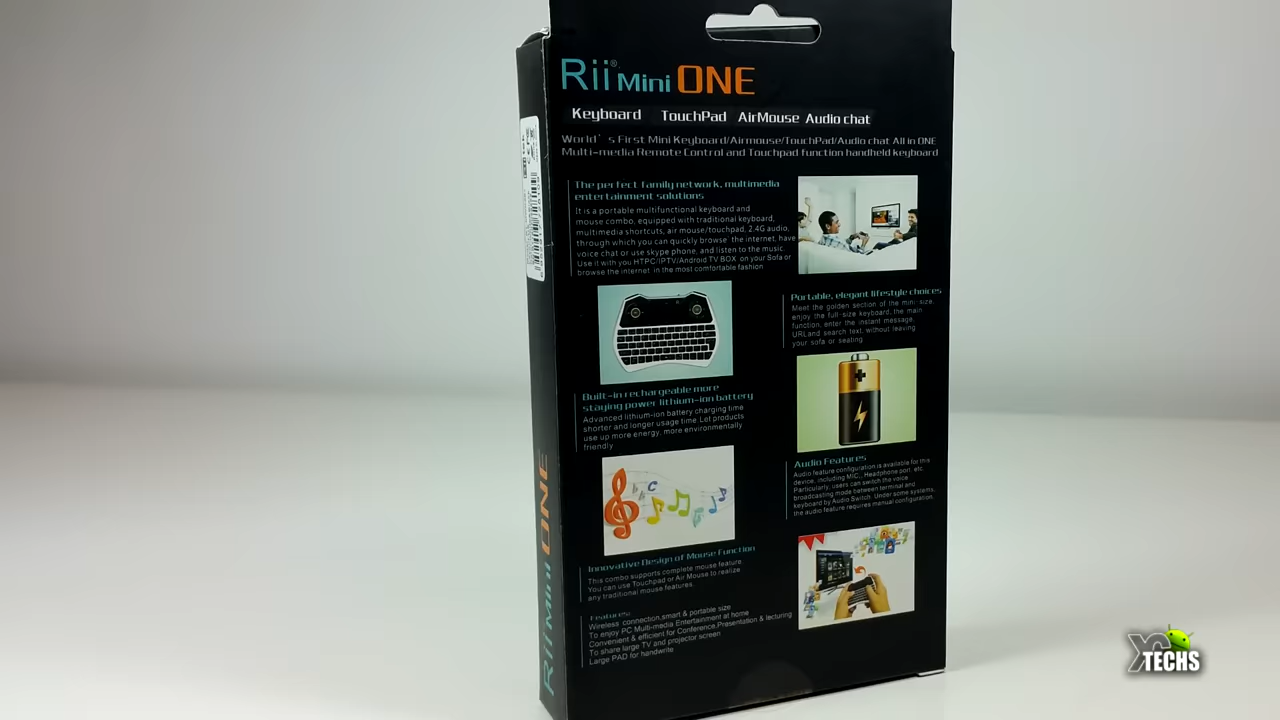 Rii® Mini ONE
Keyboard TouchPad AirMouse Audio chat
World's First Mini Keyboard/Airmouse/TouchPad/Audio chat All in ONE
Multi-media Remote Control and Touchpad function handheld keyboard
The perfect family network, multimedia
entertainment solutions
It is a portable multifunctional keyboard and
mouse combo, equipped with traditional keyboard,
multimedia shortcuts, air mouse/touchpad, 2.4G audio,
through which you can quickly browse the internet, have
voice chat or use skype phone, and listen to the music.
Use it with you HTPC/IPTV/Android TV BOX on your Sofa or
browse the internet in the most comfortable fashion
Portable, elegant lifestyle choices
Meet the golden section of the mini-size,
enjoy the full-size keyboard, the main
function, enter the instant message,
URLand search text, without leaving
your sofa or seating.
Built-in rechargeable more
staying power lithium-ion battery
Advanced lithium-ion battery charging time
shorter and longer usage time. Let products
use up more energy, more environmentally
friendly
Audio Features
Audio feature configuration is available for this
device, including MIC., Headphone port, etc.
Particularly, users can switch the voice
broadcasting mode between terminal and
keyboard by Audio Switch. Under some systems,
the audio feature requires manual configuration.
Innovative Design of Mouse Function
This combo supports complete mouse feature.
You can use Touchpad or Air Mouse to realize
any traditional mouse features.
Features:
Wireless connection,smart & portable size
To enjoy PC Multi-media Entertainment at home
Convenient & efficient for Conference,Presentation & lecturing
To share large TV and projector screen
Large PAD for handwrite
Rii Mini ONE
TECHS